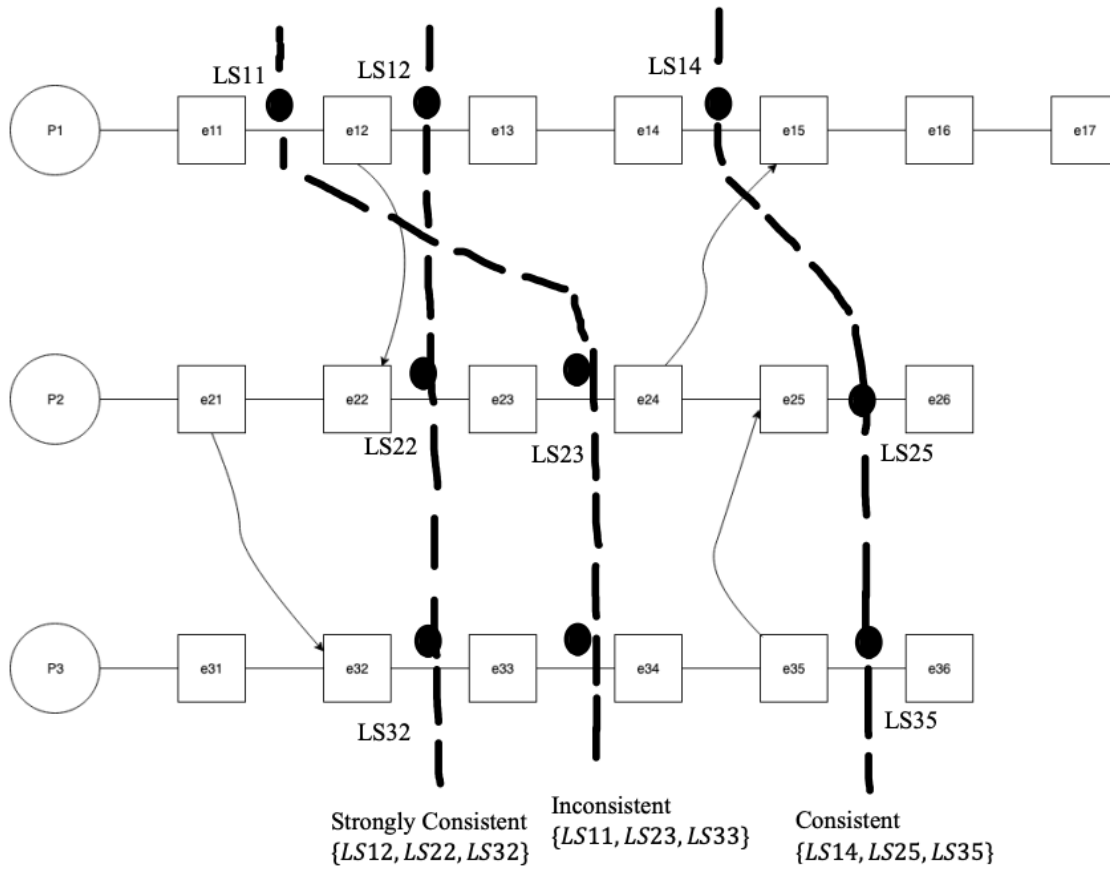 LS11
LS12
LS14
P1
e11
e12
e13
e14
e15
e16
e17
P2
e21
e22
e23
e24
e25
e26
LS22
LS23
LS25
P3
e31
e32
e33
e34
e35
e36
LS32
LS35
Strongly Consistent
{LS12, LS22, LS32}
Inconsistent
{LS11, LS23, LS33}
Consistent
{LS14, LS25, LS35}